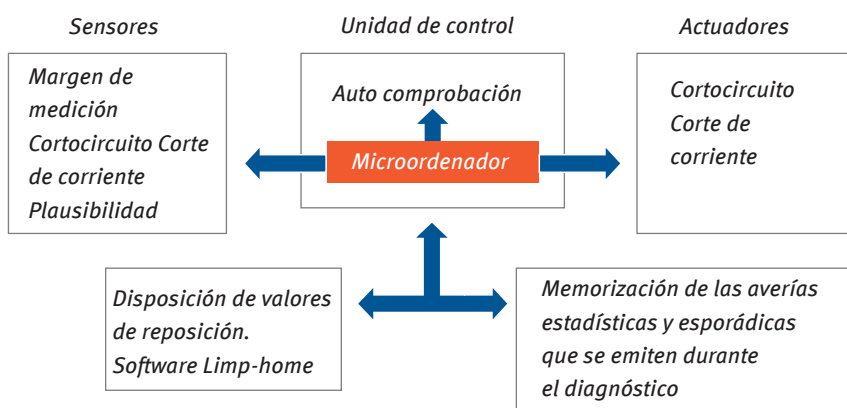 Sensores
Unidad de control
Actuadores
Margen de
medición
Cortocircuito Corte
de corriente
Plausibilidad
Auto comprobación
Microordenador
Cortocircuito
Corte de
corriente
Disposición de valores
de reposición.
Software Limp-home
Memorización de las averías
estadísticas y esporádicas
que se emiten durante
el diagnóstico